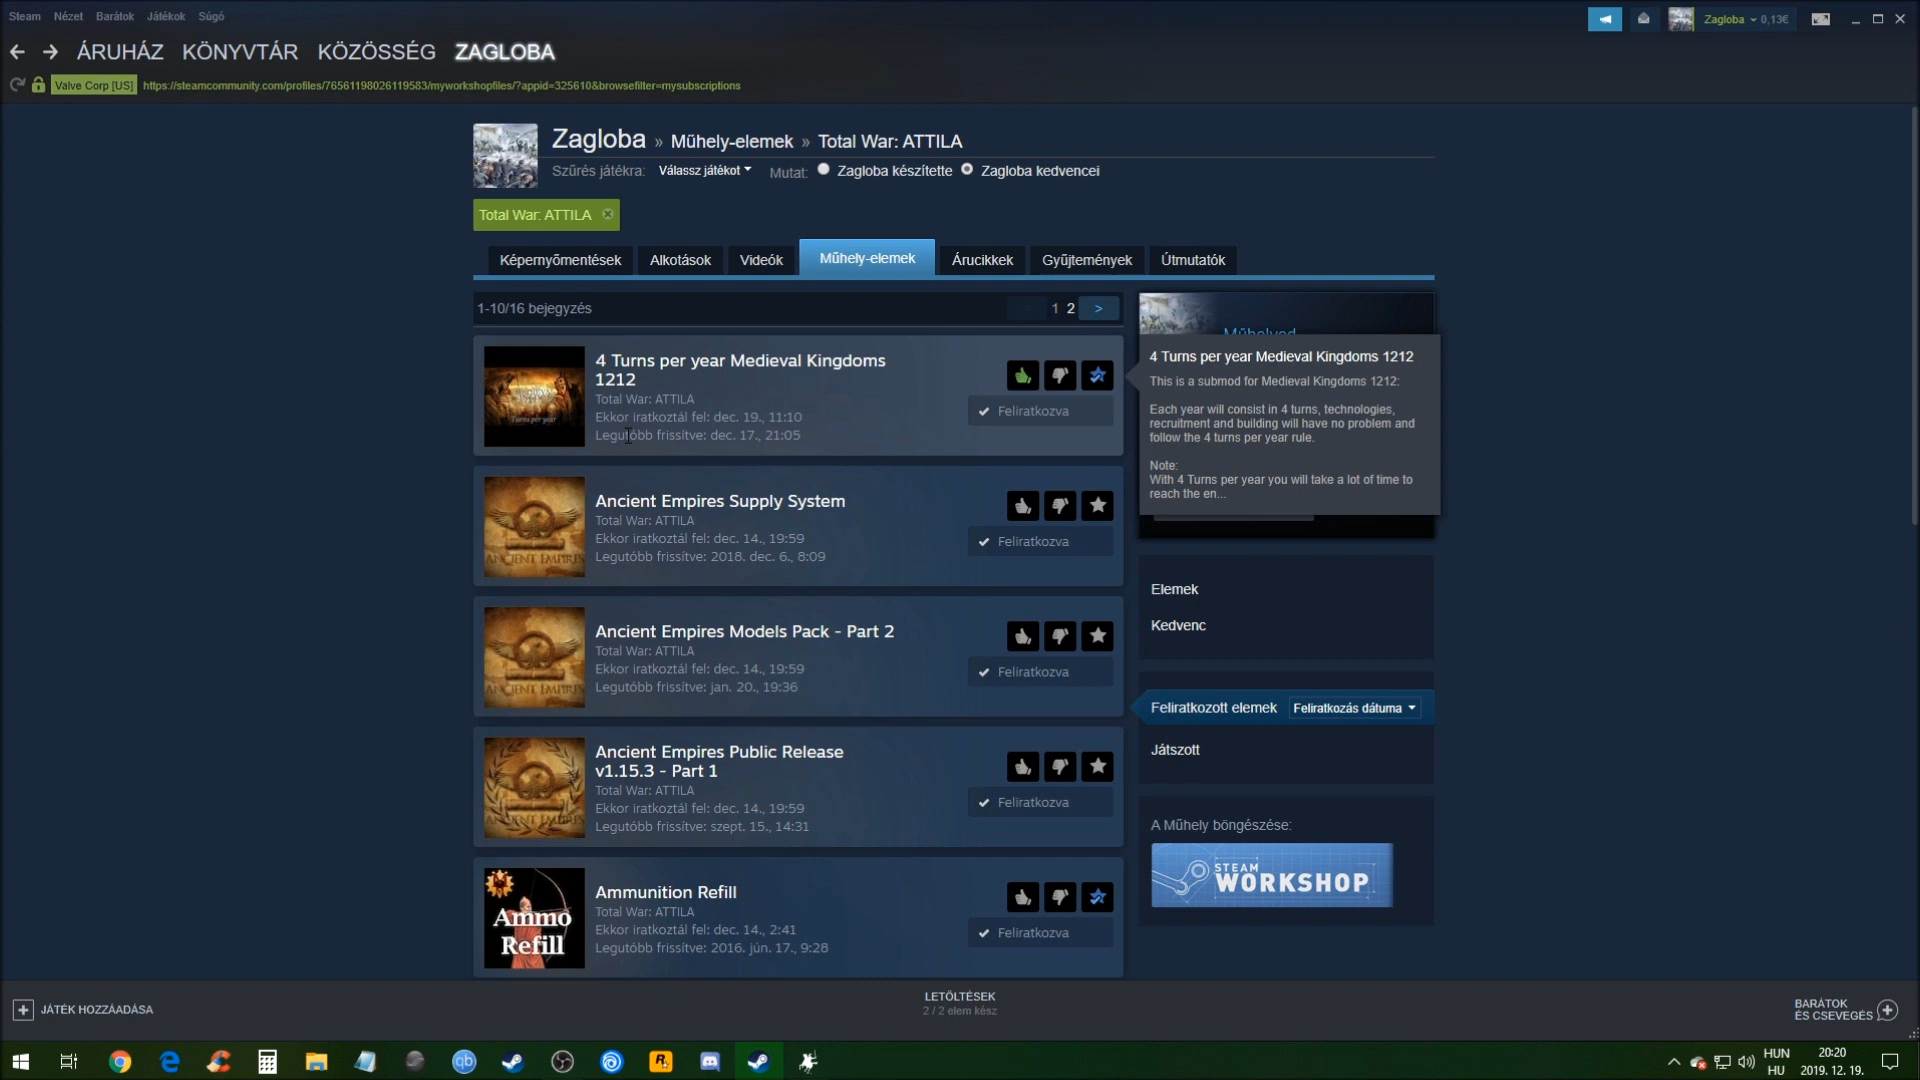 Steam Nézet Barátok Játékok Súgó
Zagloba 0,13€
ÁRUHÁZ KÖNYVTÁR KÖZÖSSÉG ZAGLOBA
Valve Corp [US] https://steamcommunity.com/profiles/76561198026119583/myworkshopfiles/?appid=325610&browsefilter=mysubscriptions
Zagloba » Műhely-elemek » Total War: ATTILA
Szűrés játékra: Válassz játékot Mutat: Zagloba készítette Zagloba kedvencei
Total War: ATTILA
Képernyőmentések Alkotások Videók Műhely-elemek Árucikkek Gyűjtemények Útmutatók
1-10/16 bejegyzés 1 2 >
4 Turns per year Medieval Kingdoms
1212
Total War: ATTILA
Ekkor iratkoztál fel: dec. 19., 11:10
Legutóbb frissítve: dec. 17., 21:05
Feliratkozva
Turns per year
Ancient Empires Supply System
Total War: ATTILA
Ekkor iratkoztál fel: dec. 14., 19:59
Legutóbb frissítve: 2018. dec. 6., 8:09
Feliratkozva
ANCIENT EMPIRES
Ancient Empires Models Pack - Part 2
Total War: ATTILA
Ekkor iratkoztál fel: dec. 14., 19:59
Legutóbb frissítve: jan. 20., 19:36
Feliratkozva
ANCIENT EMPIRES
Ancient Empires Public Release
v1.15.3 - Part 1
Total War: ATTILA
Ekkor iratkoztál fel: dec. 14., 19:59
Legutóbb frissítve: szept. 15., 14:31
Feliratkozva
ANCIENT EMPIRES
Ammunition Refill
Total War: ATTILA
Ekkor iratkoztál fel: dec. 14., 2:41
Legutóbb frissítve: 2016. jún. 17., 9:28
Feliratkozva
Ammo
Refill
Műhelyed
4 Turns per year Medieval Kingdoms 1212
This is a submod for Medieval Kingdoms 1212:
Each year will consist in 4 turns, technologies,
recruitment and building will have no problem and
follow the 4 turns per year rule.
Note:
With 4 Turns per year you will take a lot of time to
reach the en...
Elemek
Kedvenc
Feliratkozott elemek Feliratkozás dátuma
Játszott
A Műhely böngészése:
STEAM
WORKSHOP
JÁTÉK HOZZÁADÁSA
LETÖLTÉSEK
2 / 2 elem kész
BARÁTOK
ÉS CSEVEGÉS
qb
R
HUN
HU
20:20
2019. 12. 19.